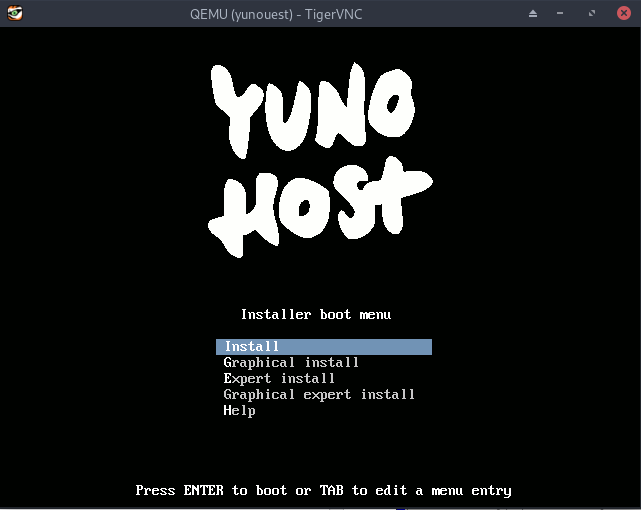 QEMU (yunouest) - TigerVNC
YUNO
HOST
Installer boot menu
Install
Graphical install
Expert install
Graphical expert install
Help
Press ENTER to boot or TAB to edit a menu entry